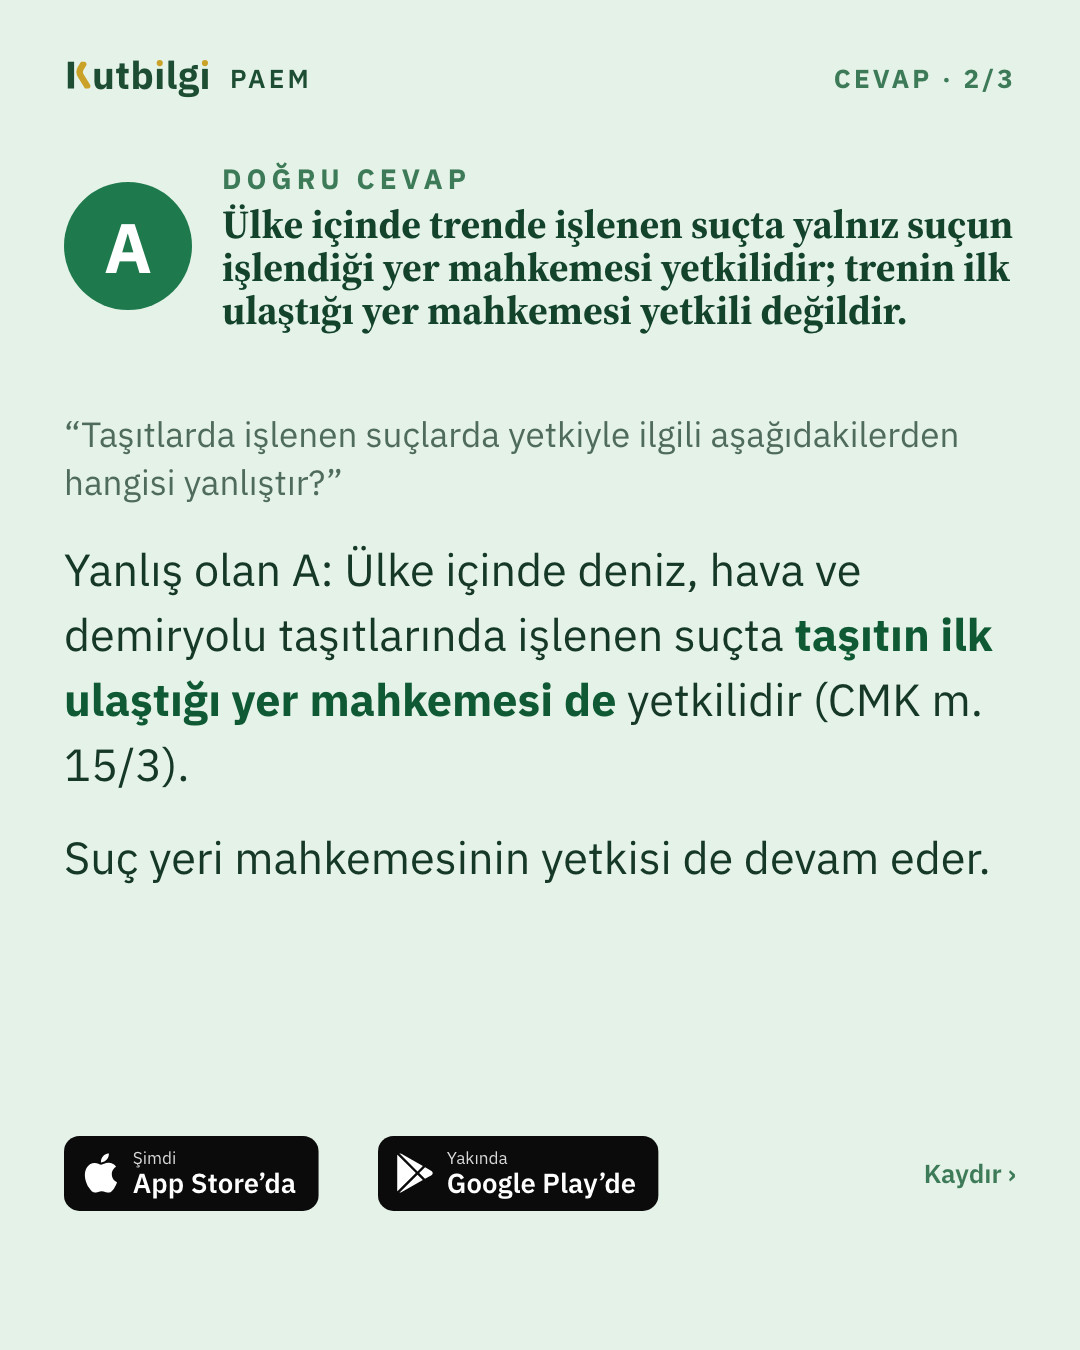 Kutbilgi PAEM
CEVAP · 2/3
A
DOĞRU CEVAP
Ülke içinde trende işlenen suçta yalnız suçun
işlendiği yer mahkemesi yetkilidir; trenin ilk
ulaştığı yer mahkemesi yetkili değildir.
“Taşıtlarda işlenen suçlarda yetkiyle ilgili aşağıdakilerden
hangisi yanlıştır?”
Yanlış olan A: Ülke içinde deniz, hava ve
demiryolu taşıtlarında işlenen suçta taşıtın ilk
ulaştığı yer mahkemesi de yetkilidir (CMK m.
15/3).
Suç yeri mahkemesinin yetkisi de devam eder.
Şimdi
App Store’da
Yakında
Google Play’de
Kaydır ›